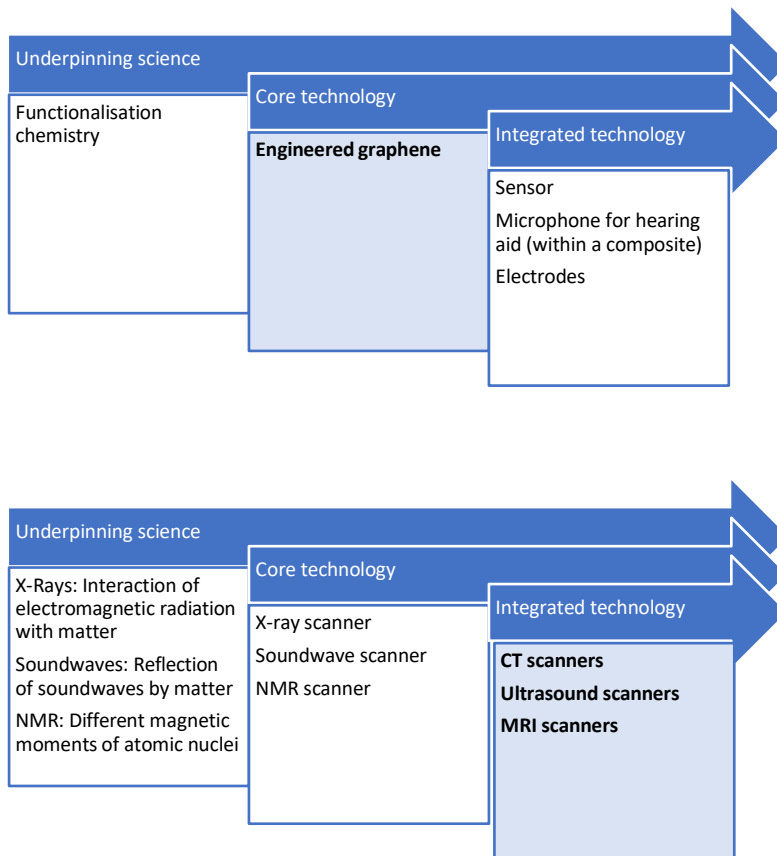 Underpinning science
Functionalisation
chemistry
Core technology
Engineered graphene
Integrated technology
Sensor
Microphone for hearing
aid (within a composite)
Electrodes
Underpinning science
X-Rays: Interaction of
electromagnetic radiation
with matter
Soundwaves: Reflection
of soundwaves by matter
NMR: Different magnetic
moments of atomic nuclei
Core technology
X-ray scanner
Soundwave scanner
NMR scanner
Integrated technology
CT scanners
Ultrasound scanners
MRI scanners